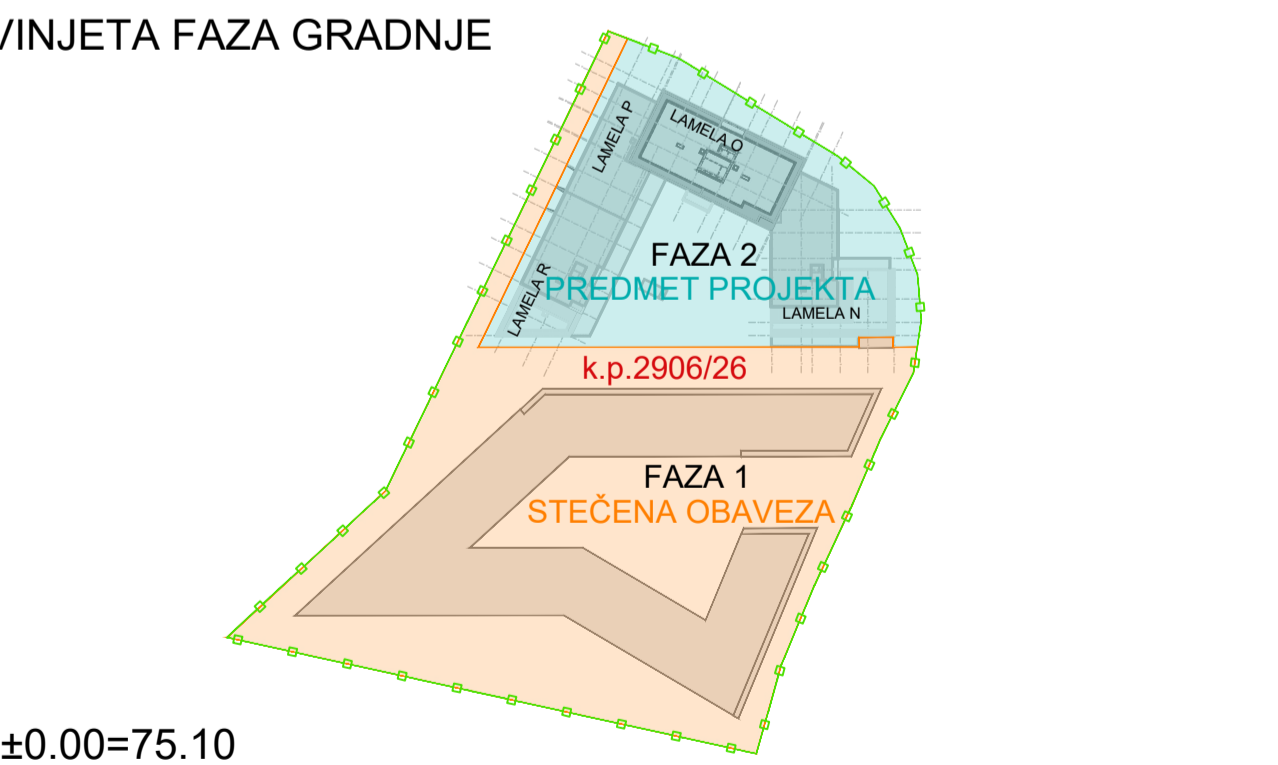 VINJETA FAZA GRADNJE
LAMELA P
LAMELA O
FAZA 2
PREDMET PROJEKTA
LAMELA R
LAMELA N
k.p.2906/26
FAZA 1
STEČENA OBAVEZA
±0.00=75.10